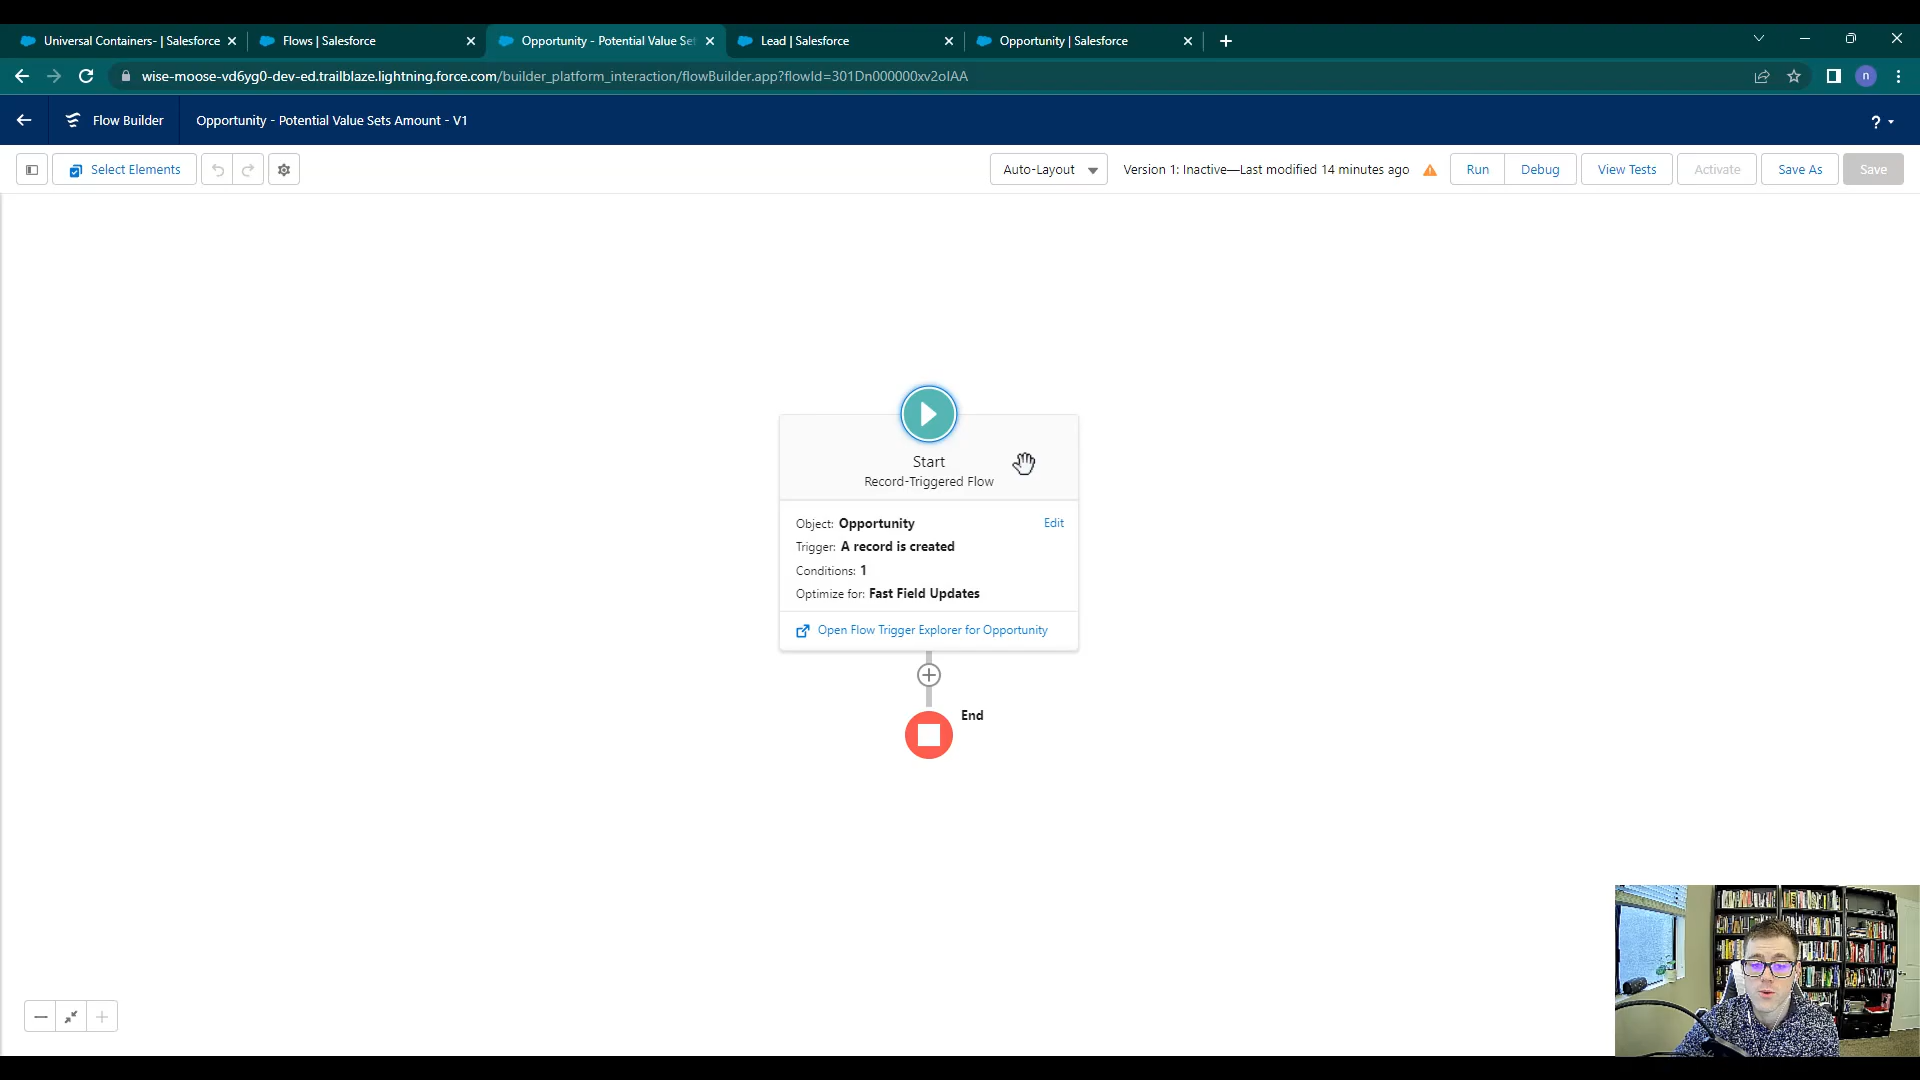 Universal Containers- | Salesforce
Flows | Salesforce
Opportunity - Potential Value Se
Lead | Salesforce
Opportunity | Salesforce
wise-moose-vd6yg0-dev-ed.trailblaze.lightning.force.com/builder_platform_interaction/flowBuilder.app?flowId=301Dn000000xv2oIAA
n
Flow Builder
Opportunity - Potential Value Sets Amount - V1
?
Select Elements
Auto-Layout
Version 1: Inactive—Last modified 14 minutes ago
Run
Debug
View Tests
Activate
Save As
Save
Start
Record-Triggered Flow
Object: Opportunity
Edit
Trigger: A record is created
Conditions: 1
Optimize for: Fast Field Updates
Open Flow Trigger Explorer for Opportunity
End